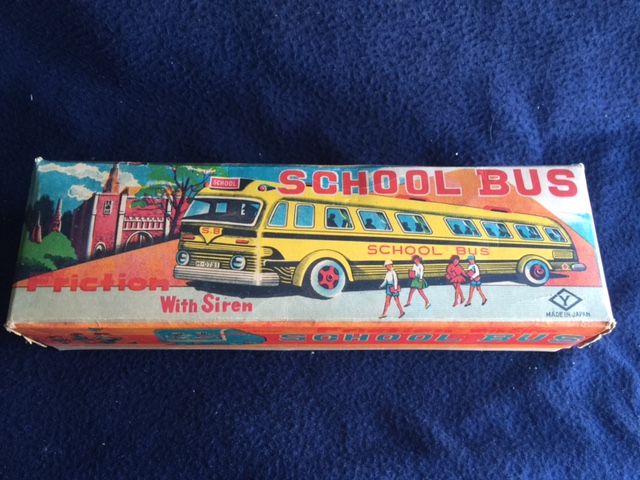 SCHOOL BUS
SCHOOL
S.B
SCHOOL BUS
Friction
With Siren
Y
MADE IN JAPAN
SCHOOL BUS